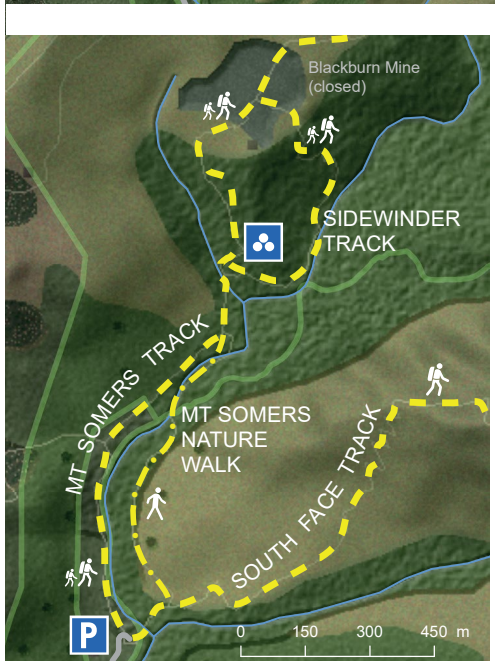 Blackburn Mine
(closed)
SIDEWINDER
TRACK
MT SOMERS TRACK
MT SOMERS
NATURE
WALK
SOUTH FACE TRACK
P
0 150 300 450 m